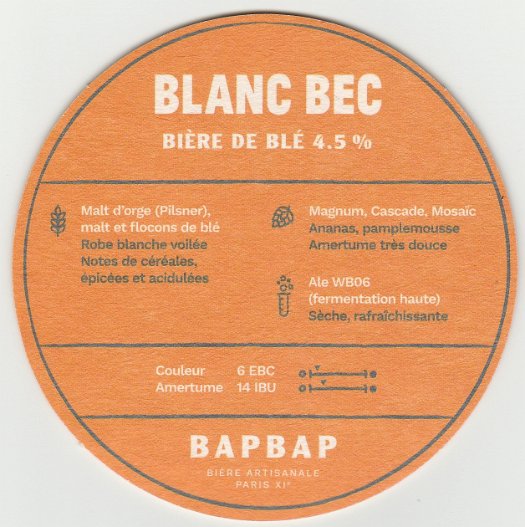 BLANC BEC
BIÈRE DE BLÉ 4.5 %
Malt d'orge (Pilsner),
malt et flocons de blé
Robe blanche voilée
Notes de céréales,
épicées et acidulées
Magnum, Cascade, Mosaïc
Ananas, pamplemousse
Amertume très douce
Ale WB06
(fermentation haute)
Sèche, rafraîchissante
Couleur 6 EBC
Amertume 14 IBU
BAPBAP
BIÈRE ARTISANALE
PARIS XIᵉ